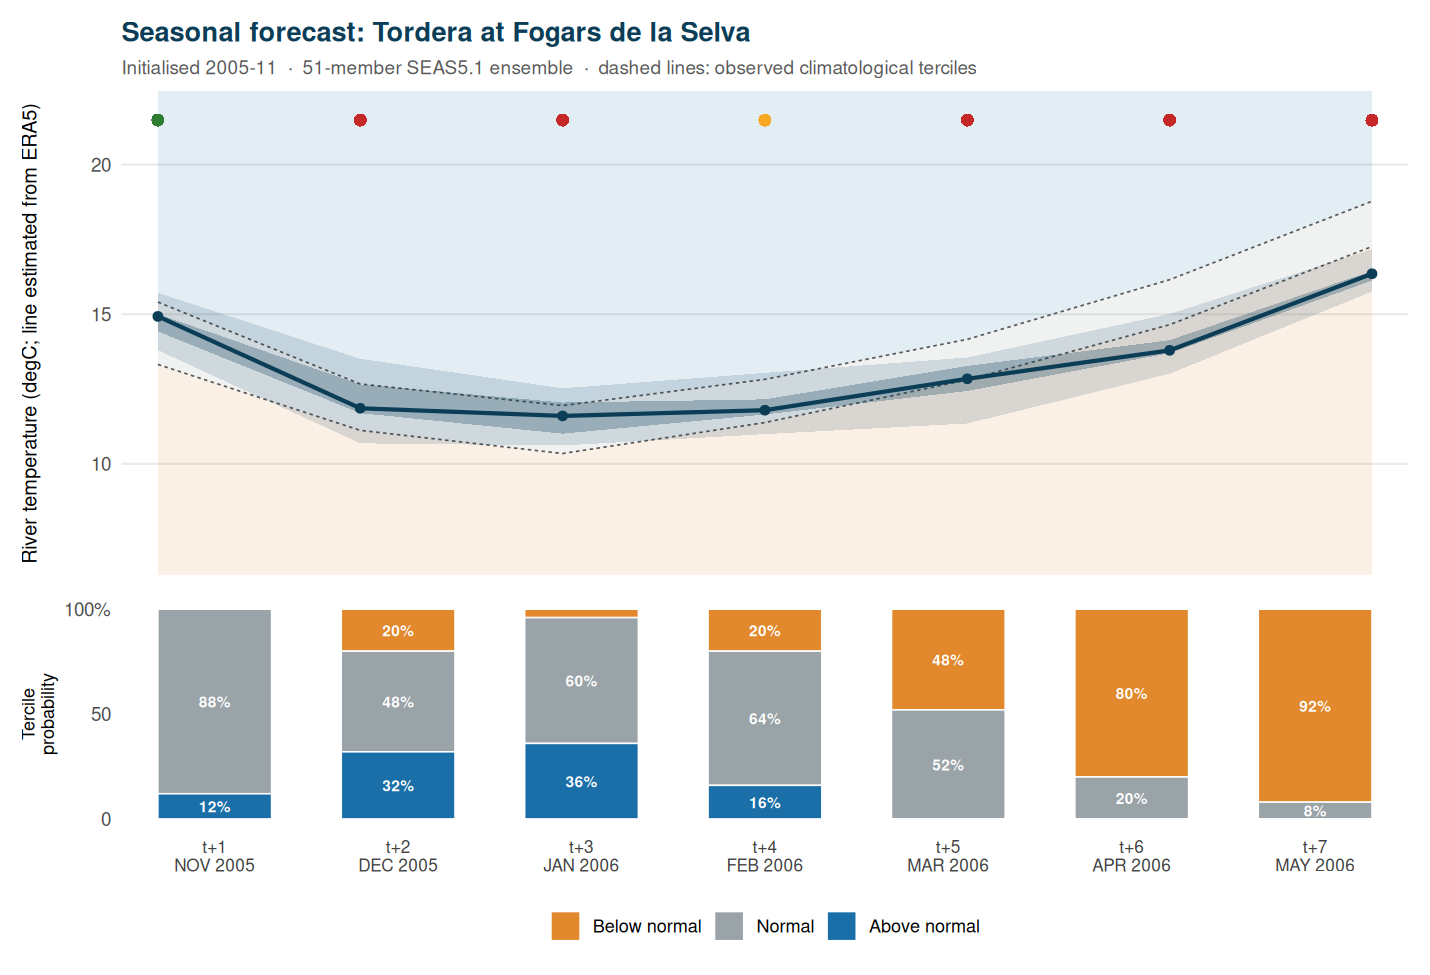 Seasonal forecast: Tordera at Fogars de la Selva
Initialised 2005-11 · 51-member SEAS5.1 ensemble · dashed lines: observed climatological terciles
River temperature (degC; line estimated from ERA5)
20
15
10
Tercile
probability
100%
50
0
88%
12%
20%
48%
32%
60%
36%
20%
64%
16%
48%
52%
80%
20%
92%
8%
t+1
NOV 2005
t+2
DEC 2005
t+3
JAN 2006
t+4
FEB 2006
t+5
MAR 2006
t+6
APR 2006
t+7
MAY 2006
Below normal
Normal
Above normal